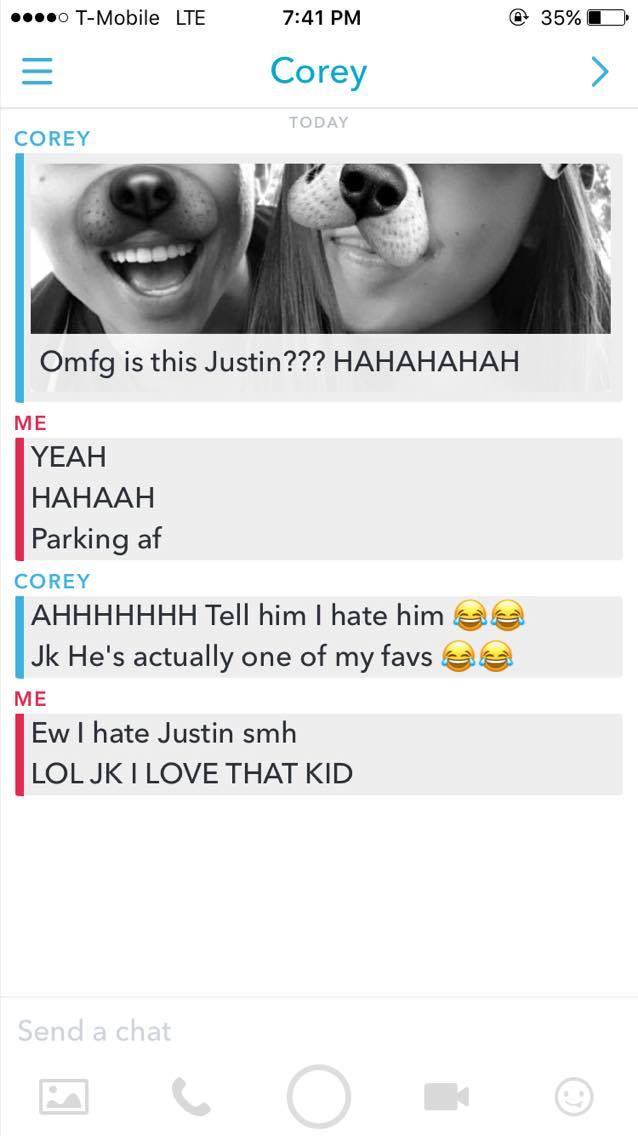 T-Mobile LTE 7:41 PM 35%
Corey
TODAY
COREY
Omfg is this Justin??? HAHAHAHAH
ME
YEAH
HAHAAH
Parking af
COREY
AHHHHHHH Tell him I hate him 😂😂
Jk He's actually one of my favs 😂😂
ME
Ew I hate Justin smh
LOL JK I LOVE THAT KID
Send a chat